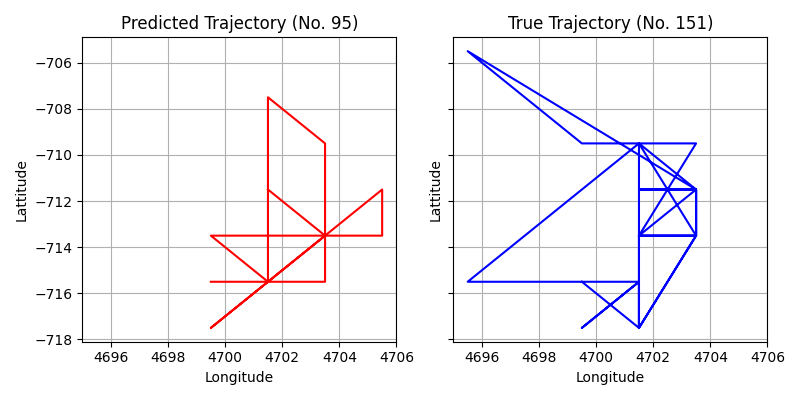 Predicted Trajectory (No. 95)
True Trajectory (No. 151)
−706
−708
−710
−712
−714
−716
−718
Lattitude
Lattitude
4696 4698 4700 4702 4704 4706
4696 4698 4700 4702 4704 4706
Longitude
Longitude